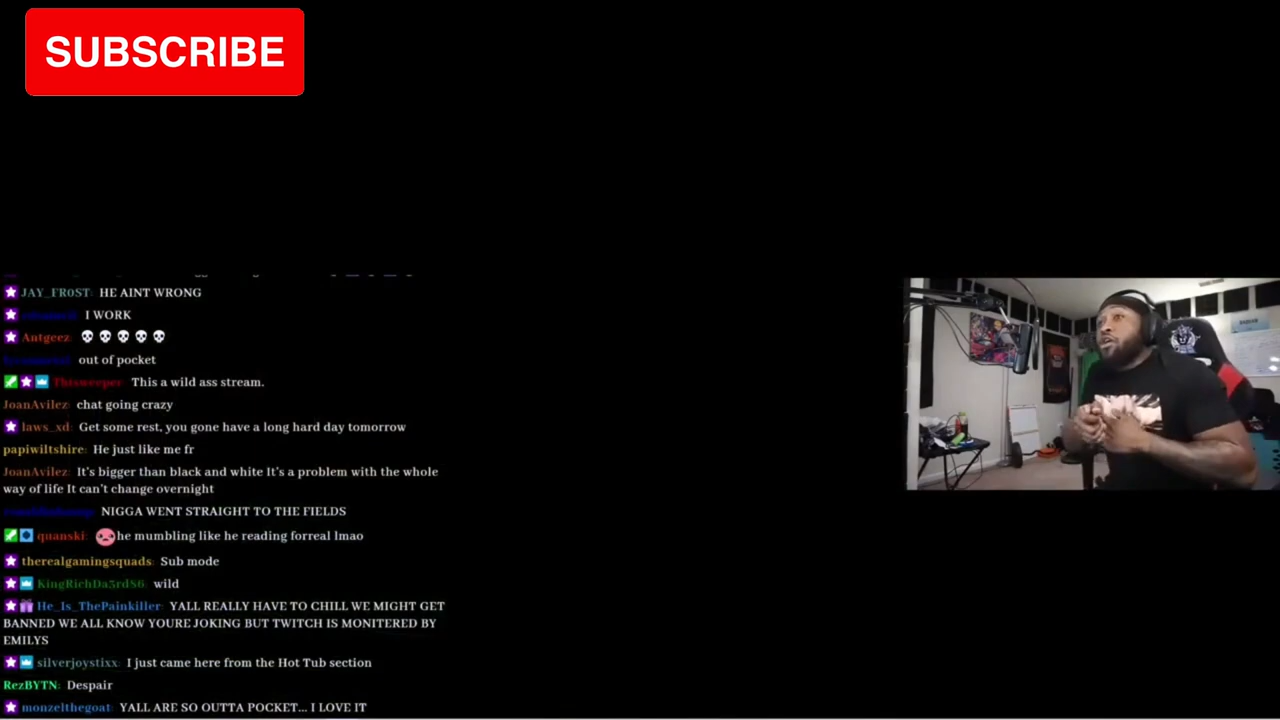 SUBSCRIBE
JAY_FR0ST: HE AINT WRONG
I WORK
Antgeez: 💀💀💀💀💀
out of pocket
Thisweeper: This a wild ass stream.
JoanAvilez: chat going crazy
laws_xd: Get some rest, you gone have a long hard day tomorrow
papiwiltshire: He just like me fr
JoanAvilez: It's bigger than black and white It's a problem with the whole
way of life It can't change overnight
NIGGA WENT STRAIGHT TO THE FIELDS
quanski: he mumbling like he reading forreal lmao
therealgamingsquads: Sub mode
KingRichDa3rd86: wild
He_Is_ThePainkiller: YALL REALLY HAVE TO CHILL WE MIGHT GET
BANNED WE ALL KNOW YOURE JOKING BUT TWITCH IS MONITERED BY
EMILYS
silverjoystixx: I just came here from the Hot Tub section
RezBYTN: Despair
monzelthegoat: YALL ARE SO OUTTA POCKET... I LOVE IT